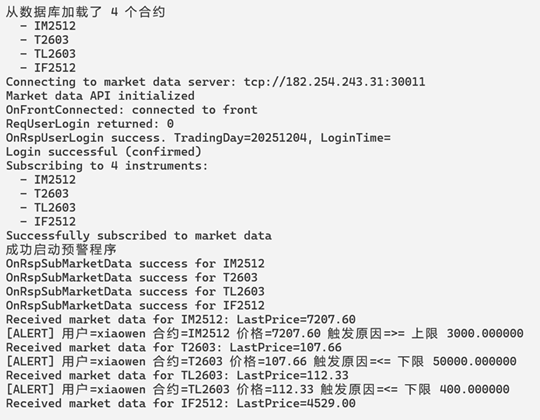 从数据库加载了 4 个合约
  - IM2512
  - T2603
  - TL2603
  - IF2512
Connecting to market data server: tcp://182.254.243.31:30011
Market data API initialized
OnFrontConnected: connected to front
ReqUserLogin returned: 0
OnRspUserLogin success. TradingDay=20251204, LoginTime=
Login successful (confirmed)
Subscribing to 4 instruments:
  - IM2512
  - T2603
  - TL2603
  - IF2512
Successfully subscribed to market data
成功启动预警程序
OnRspSubMarketData success for IM2512
OnRspSubMarketData success for T2603
OnRspSubMarketData success for TL2603
OnRspSubMarketData success for IF2512
Received market data for IM2512: LastPrice=7207.60
[ALERT] 用户=xiaowen 合约=IM2512 价格=7207.60 触发原因=>= 上限 3000.000000
Received market data for T2603: LastPrice=107.66
[ALERT] 用户=xiaowen 合约=T2603 价格=107.66 触发原因=<= 下限 50000.000000
Received market data for TL2603: LastPrice=112.33
[ALERT] 用户=xiaowen 合约=TL2603 价格=112.33 触发原因=<= 下限 400.000000
Received market data for IF2512: LastPrice=4529.00